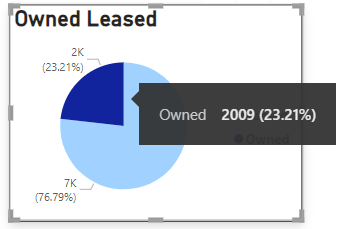 Owned Leased
2K
(23.21%)
Owned 2009 (23.21%)
Owned
7K
(76.79%)